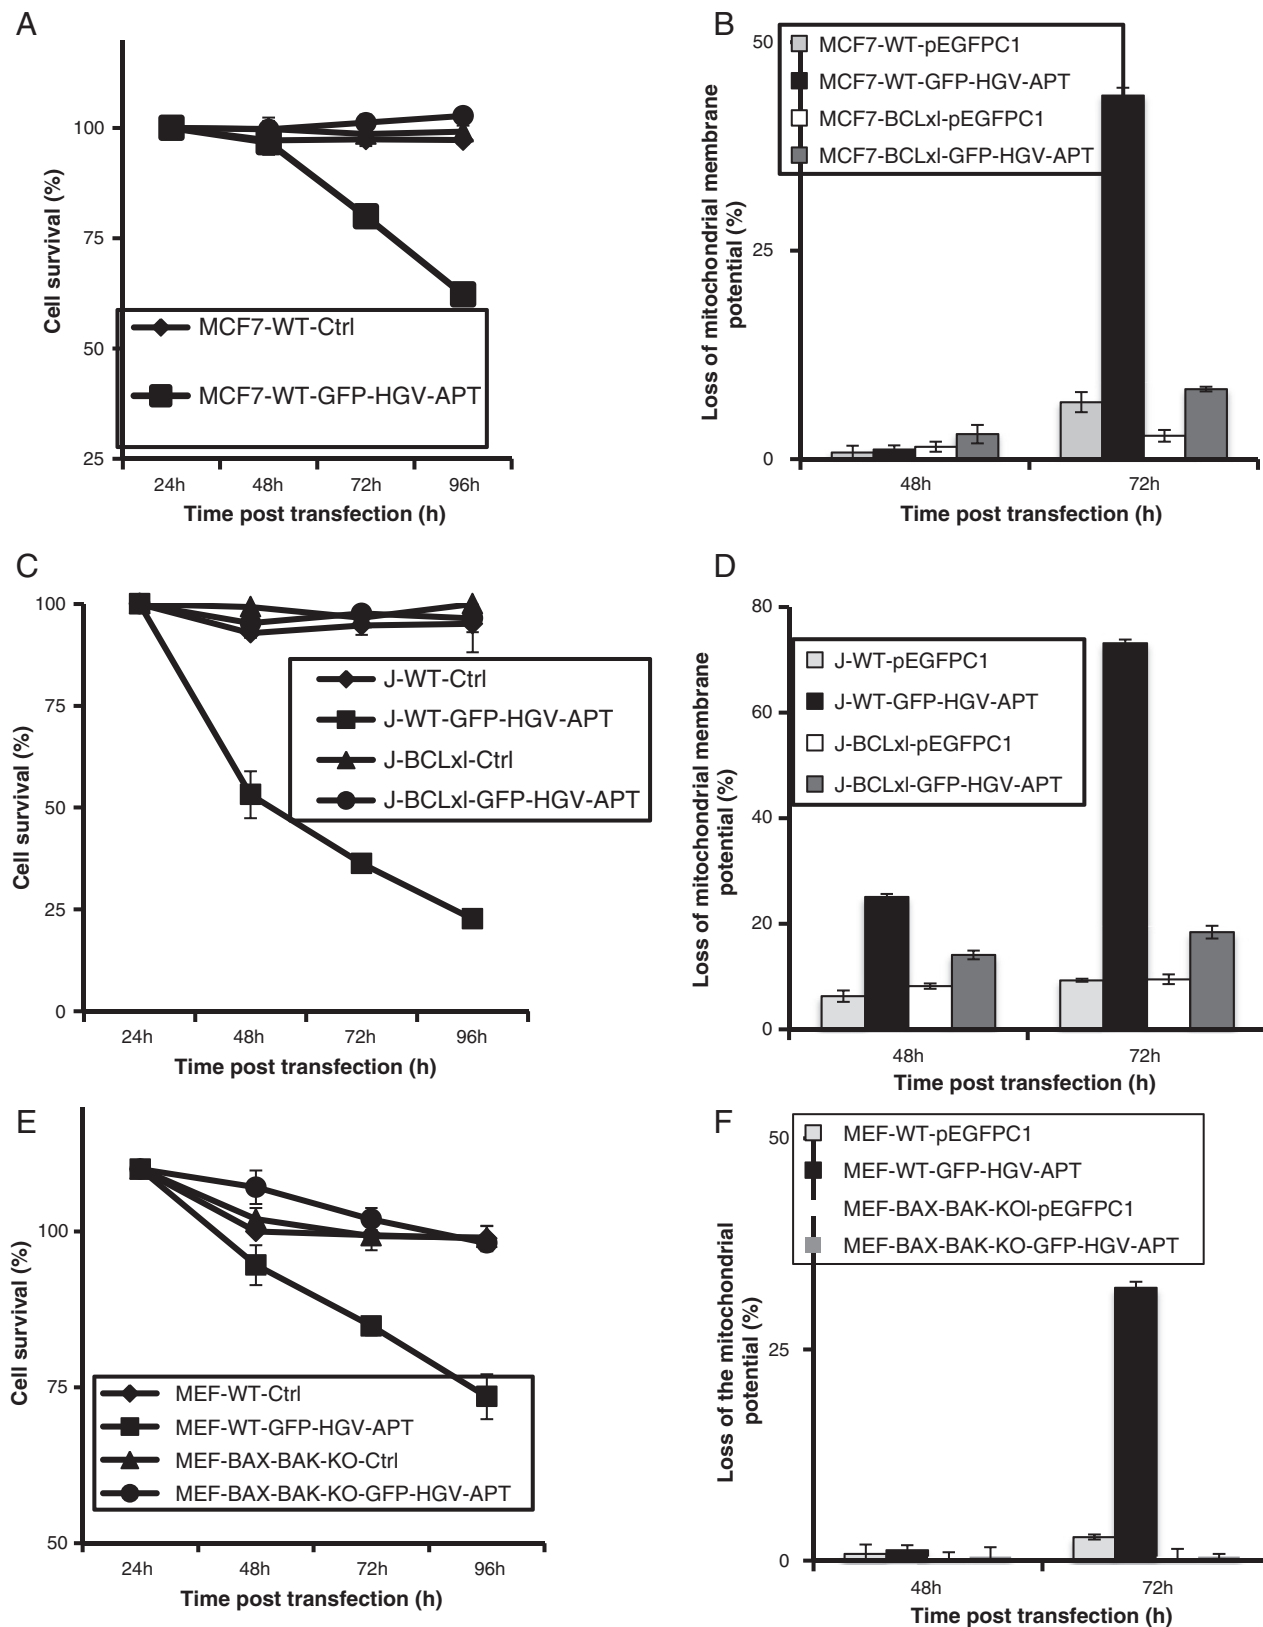 A
100
75
50
25
Cell survival (%)
MCF7-WT-Ctrl
MCF7-WT-GFP-HGV-APT
24h 48h 72h 96h
Time post transfection (h)
B
50
25
0
Loss of mitochondrial membrane
potential (%)
MCF7-WT-pEGFPC1
MCF7-WT-GFP-HGV-APT
MCF7-BCLxl-pEGFPC1
MCF7-BCLxl-GFP-HGV-APT
48h 72h
Time post transfection (h)
C
100
75
50
25
0
Cell survival (%)
J-WT-Ctrl
J-WT-GFP-HGV-APT
J-BCLxl-Ctrl
J-BCLxl-GFP-HGV-APT
24h 48h 72h 96h
Time post transfection (h)
D
80
60
40
20
0
Loss of mitochondrial membrane
potential (%)
J-WT-pEGFPC1
J-WT-GFP-HGV-APT
J-BCLxl-pEGFPC1
J-BCLxl-GFP-HGV-APT
48h 72h
Time post transfection (h)
E
100
75
50
Cell survival (%)
MEF-WT-Ctrl
MEF-WT-GFP-HGV-APT
MEF-BAX-BAK-KO-Ctrl
MEF-BAX-BAK-KO-GFP-HGV-APT
24h 48h 72h 96h
Time post transfection (h)
F
50
25
0
Loss of the mitochondrial
potential (%)
MEF-WT-pEGFPC1
MEF-WT-GFP-HGV-APT
MEF-BAX-BAK-KOl-pEGFPC1
MEF-BAX-BAK-KO-GFP-HGV-APT
48h 72h
Time post transfection (h)